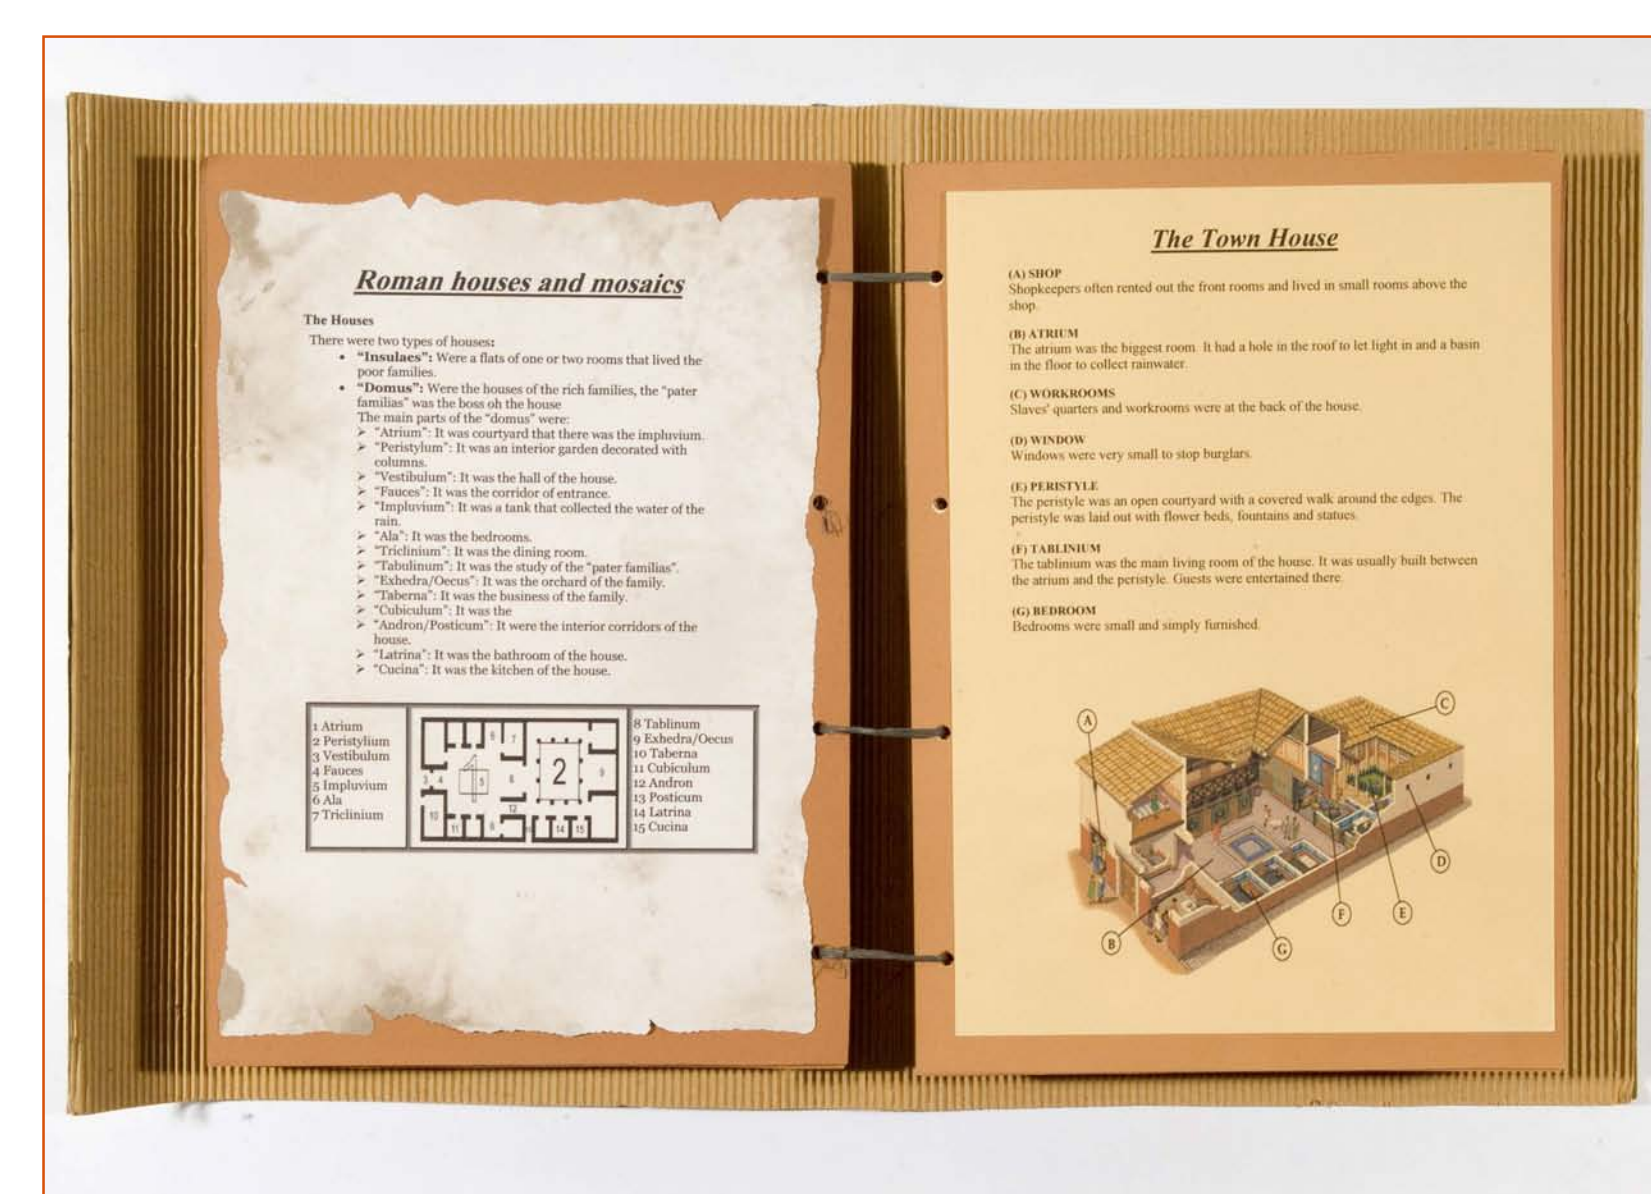 Roman houses and mosaics
The Houses
There were two types of houses:
• "Insulaes": Were a flats of one or two rooms that lived the
poor families.
• "Domus": Were the houses of the rich families, the "pater
familias" was the boss oh the house
The main parts of the "domus" were:
➢ "Atrium": It was courtyard that there was the impluvium.
➢ "Peristylum": It was an interior garden decorated with
columns.
➢ "Vestibulum": It was the hall of the house.
➢ "Fauces": It was the corridor of entrance.
➢ "Impluvium": It was a tank that collected the water of the
rain.
➢ "Ala": It was the bedrooms.
➢ "Triclinium": It was the dining room.
➢ "Tabulinum": It was the study of the "pater familias".
➢ "Exhedra/Oecus": It was the orchard of the family.
➢ "Taberna": It was the business of the family.
➢ "Cubiculum": It was the
➢ "Andron/Posticum": It were the interior corridors of the
house.
➢ "Latrina": It was the bathroom of the house.
➢ "Cucina": It was the kitchen of the house.
1 Atrium
2 Peristylium
3 Vestibulum
4 Fauces
5 Impluvium
6 Ala
7 Triclinium
6 7
3 4 5 8 2 9
12
10
11 6 14 15
8 Tablinum
9 Exhedra/Oecus
10 Taberna
11 Cubiculum
12 Andron
13 Posticum
14 Latrina
15 Cucina
The Town House
(A) SHOP
Shopkeepers often rented out the front rooms and lived in small rooms above the
shop.
(B) ATRIUM
The atrium was the biggest room. It had a hole in the roof to let light in and a basin
in the floor to collect rainwater.
(C) WORKROOMS
Slaves' quarters and workrooms were at the back of the house.
(D) WINDOW
Windows were very small to stop burglars.
(E) PERISTYLE
The peristyle was an open courtyard with a covered walk around the edges. The
peristyle was laid out with flower beds, fountains and statues.
(F) TABLINIUM
The tablinium was the main living room of the house. It was usually built between
the atrium and the peristyle. Guests were entertained there.
(G) BEDROOM
Bedrooms were small and simply furnished.
A
C
D
E
F
B
G